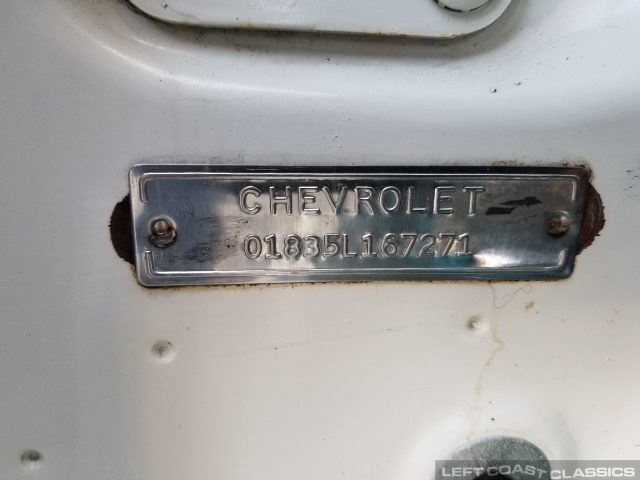 CHEVROLET
01835L167271
LEFT COAST CLASSICS